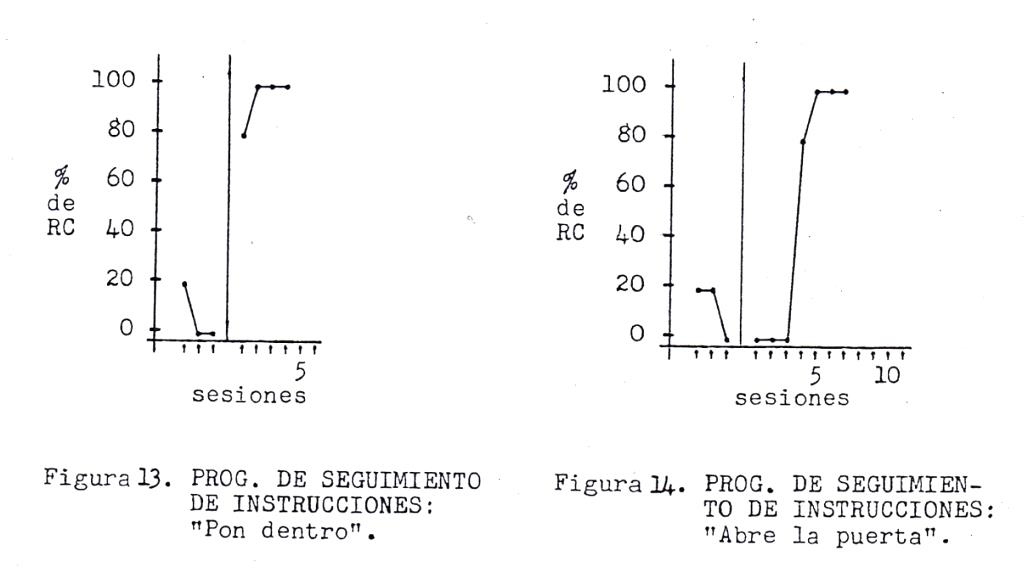 100
80
%
60
de
RC
40
20
0
5
sesiones
Figura 13. PROG. DE SEGUIMIENTO
DE INSTRUCCIONES:
"Pon dentro".
100
80
%
60
de
RC
40
20
0
5 10
sesiones
Figura 14. PROG. DE SEGUIMIEN-
TO DE INSTRUCCIONES:
"Abre la puerta".